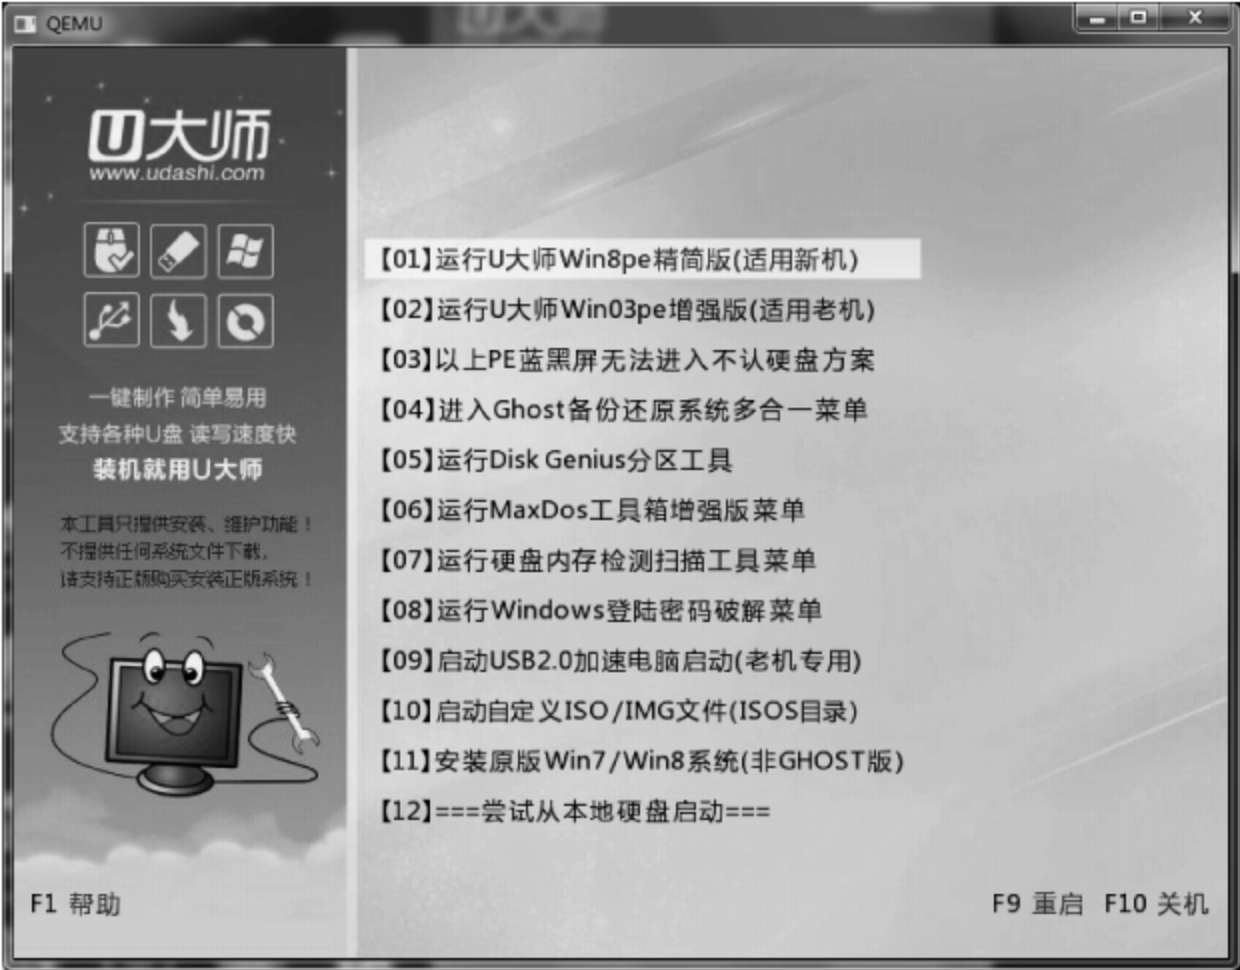 QEMU
U大师
www.udashi.com
一键制作 简单易用
支持各种U盘 读写速度快
装机就用U大师
本工具只提供安装、维护功能！
不提供任何系统文件下载,
请支持正版购买安装正版系统！
【01】运行U大师Win8pe精简版(适用新机)
【02】运行U大师Win03pe增强版(适用老机)
【03】以上PE蓝黑屏无法进入不认硬盘方案
【04】进入Ghost备份还原系统多合一菜单
【05】运行Disk Genius分区工具
【06】运行MaxDos工具箱增强版菜单
【07】运行硬盘内存检测扫描工具菜单
【08】运行Windows登陆密码破解菜单
【09】启动USB2.0加速电脑启动(老机专用)
【10】启动自定义ISO/IMG文件(ISOS目录)
【11】安装原版Win7/Win8系统(非GHOST版)
【12】===尝试从本地硬盘启动===
F1 帮助
F9 重启 F10 关机